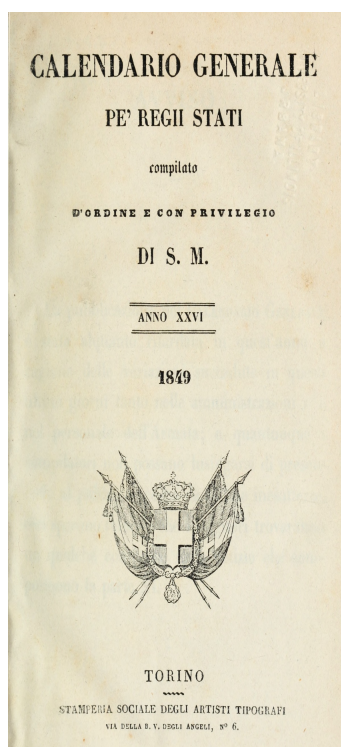 CALENDARIO GENERALE
PE' REGII STATI
compilato
D'ORDINE E CON PRIVILEGIO
DI S. M.
ANNO XXVI
1849
TORINO
STAMPERIA SOCIALE DEGLI ARTISTI TIPOGRAFI
VIA DELLA B. V. DEGLI ANGELI, Nº 6.